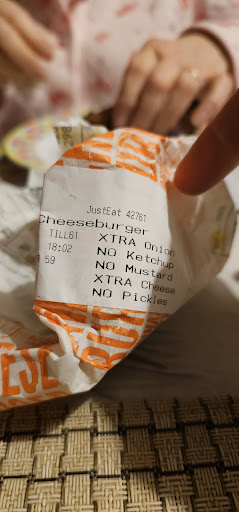 JustEat 42761
Cheeseburger
TILL61 XTRA Onion
18:02 NO Ketchup
59 NO Mustard
XTRA Cheese
NO Pickles